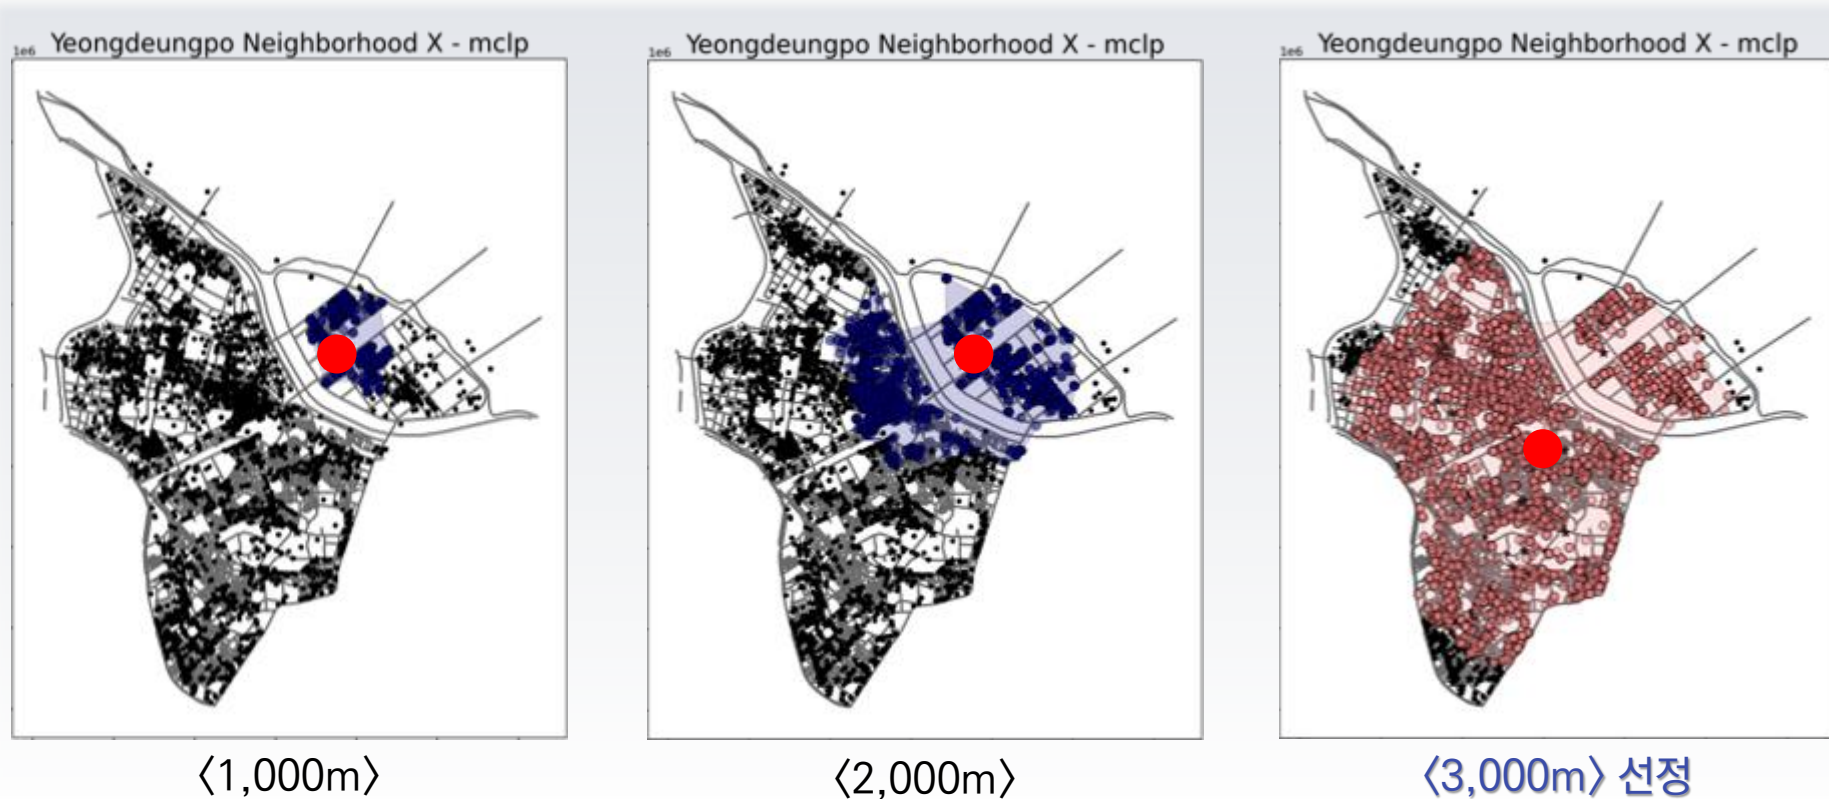 1e6 Yeongdeungpo Neighborhood X - mclp
1e6 Yeongdeungpo Neighborhood X - mclp
1e6 Yeongdeungpo Neighborhood X - mclp
〈1,000m〉
〈2,000m〉
〈3,000m〉 선정